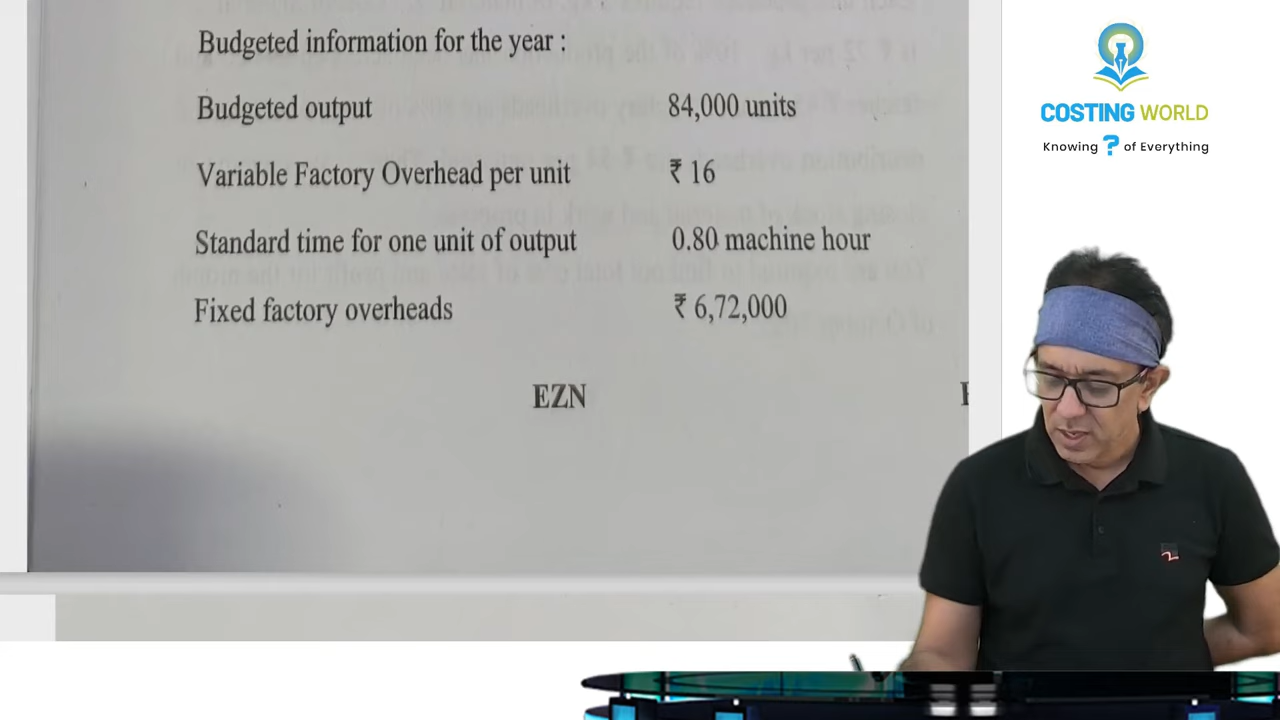 Budgeted information for the year :
Budgeted output 84,000 units
Variable Factory Overhead per unit ₹ 16
Standard time for one unit of output 0.80 machine hour
Fixed factory overheads ₹ 6,72,000
EZN
COSTING WORLD
Knowing ? of Everything